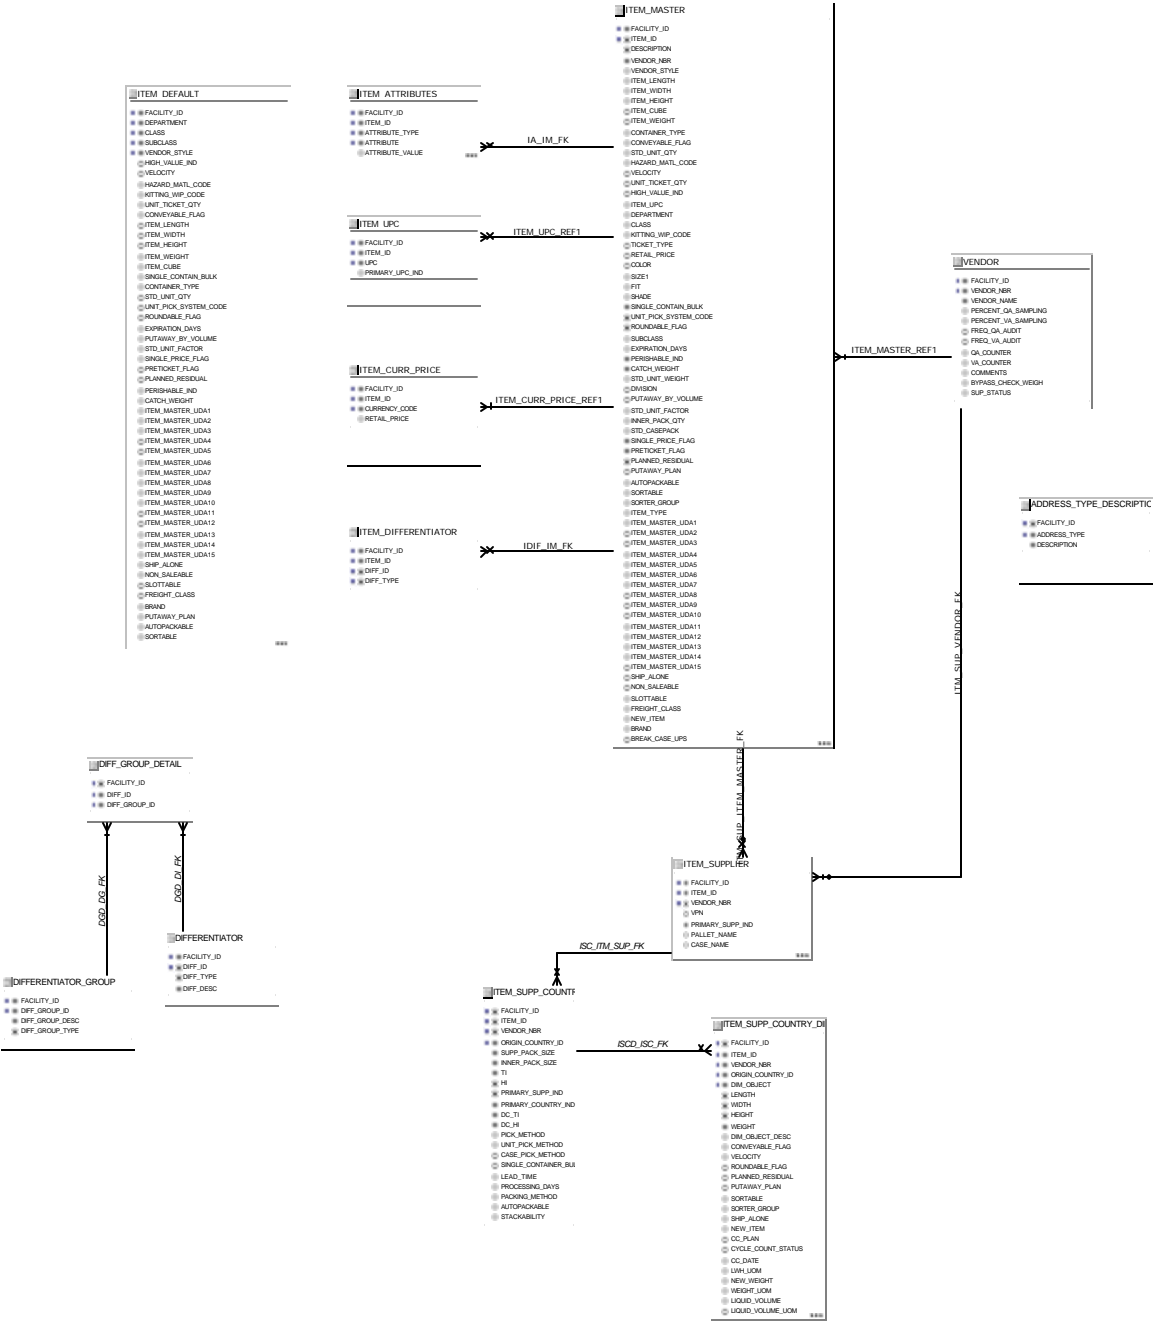 ITEM_MASTER
FACILITY_ID
ITEM_ID
DESCRIPTION
VENDOR_NBR
VENDOR_STYLE
ITEM_LENGTH
ITEM_WIDTH
ITEM_HEIGHT
ITEM_CUBE
ITEM_WEIGHT
CONTAINER_TYPE
CONVEYABLE_FLAG
STD_UNIT_QTY
HAZARD_MATL_CODE
VELOCITY
UNIT_TICKET_QTY
HIGH_VALUE_IND
ITEM_UPC
DEPARTMENT
CLASS
KITTING_WIP_CODE
TICKET_TYPE
RETAIL_PRICE
COLOR
SIZE1
FIT
SHADE
SINGLE_CONTAIN_BULK
UNIT_PICK_SYSTEM_CODE
ROUNDABLE_FLAG
SUBCLASS
EXPIRATION_DAYS
PERISHABLE_IND
CATCH_WEIGHT
STD_UNIT_WEIGHT
DIVISION
PUTAWAY_BY_VOLUME
STD_UNIT_FACTOR
INNER_PACK_QTY
STD_CASEPACK
SINGLE_PRICE_FLAG
PRETICKET_FLAG
PLANNED_RESIDUAL
PUTAWAY_PLAN
AUTOPACKABLE
SORTABLE
SORTER_GROUP
ITEM_TYPE
ITEM_MASTER_UDA1
ITEM_MASTER_UDA2
ITEM_MASTER_UDA3
ITEM_MASTER_UDA4
ITEM_MASTER_UDA5
ITEM_MASTER_UDA6
ITEM_MASTER_UDA7
ITEM_MASTER_UDA8
ITEM_MASTER_UDA9
ITEM_MASTER_UDA10
ITEM_MASTER_UDA11
ITEM_MASTER_UDA12
ITEM_MASTER_UDA13
ITEM_MASTER_UDA14
ITEM_MASTER_UDA15
SHIP_ALONE
NON_SALEABLE
SLOTTABLE
FREIGHT_CLASS
NEW_ITEM
BRAND
BREAK_CASE_UPS
ITEM_DEFAULT
FACILITY_ID
DEPARTMENT
CLASS
SUBCLASS
VENDOR_STYLE
HIGH_VALUE_IND
VELOCITY
HAZARD_MATL_CODE
KITTING_WIP_CODE
UNIT_TICKET_QTY
CONVEYABLE_FLAG
ITEM_LENGTH
ITEM_WIDTH
ITEM_HEIGHT
ITEM_WEIGHT
ITEM_CUBE
SINGLE_CONTAIN_BULK
CONTAINER_TYPE
STD_UNIT_QTY
UNIT_PICK_SYSTEM_CODE
ROUNDABLE_FLAG
EXPIRATION_DAYS
PUTAWAY_BY_VOLUME
STD_UNIT_FACTOR
SINGLE_PRICE_FLAG
PRETICKET_FLAG
PLANNED_RESIDUAL
PERISHABLE_IND
CATCH_WEIGHT
ITEM_MASTER_UDA1
ITEM_MASTER_UDA2
ITEM_MASTER_UDA3
ITEM_MASTER_UDA4
ITEM_MASTER_UDA5
ITEM_MASTER_UDA6
ITEM_MASTER_UDA7
ITEM_MASTER_UDA8
ITEM_MASTER_UDA9
ITEM_MASTER_UDA10
ITEM_MASTER_UDA11
ITEM_MASTER_UDA12
ITEM_MASTER_UDA13
ITEM_MASTER_UDA14
ITEM_MASTER_UDA15
SHIP_ALONE
NON_SALEABLE
SLOTTABLE
FREIGHT_CLASS
BRAND
PUTAWAY_PLAN
AUTOPACKABLE
SORTABLE
ITEM_ATTRIBUTES
FACILITY_ID
ITEM_ID
ATTRIBUTE_TYPE
ATTRIBUTE
ATTRIBUTE_VALUE
IA_IM_FK
ITEM UPC
FACILITY_ID
ITEM_ID
UPC
PRIMARY_UPC_IND
ITEM_UPC_REF1
ITEM_CURR_PRICE
FACILITY_ID
ITEM_ID
CURRENCY_CODE
RETAIL_PRICE
ITEM_CURR_PRICE_REF1
ITEM_DIFFERENTIATOR
FACILITY_ID
ITEM_ID
DIFF_ID
DIFF_TYPE
IDIF_IM_FK
VENDOR
FACILITY_ID
VENDOR_NBR
VENDOR_NAME
PERCENT_QA_SAMPLING
PERCENT_VA_SAMPLING
FREQ_QA_AUDIT
FREQ_VA_AUDIT
QA_COUNTER
VA_COUNTER
COMMENTS
BYPASS_CHECK_WEIGH
SUP_STATUS
ITEM_MASTER_REF1
ADDRESS_TYPE_DESCRIPTIC
FACILITY_ID
ADDRESS_TYPE
DESCRIPTION
ITM_SUP_VENDOR_FK
SUP_ITEM_MASTER_FK
DIFF_GROUP_DETAIL
FACILITY_ID
DIFF_ID
DIFF_GROUP_ID
DGD_DG_FK
DGD_DI_FK
DIFFERENTIATOR
FACILITY_ID
DIFF_ID
DIFF_TYPE
DIFF_DESC
DIFFERENTIATOR_GROUP
FACILITY_ID
DIFF_GROUP_ID
DIFF_GROUP_DESC
DIFF_GROUP_TYPE
ITEM_SUPPLIER
FACILITY_ID
ITEM_ID
VENDOR_NBR
VPN
PRIMARY_SUPP_IND
PALLET_NAME
CASE_NAME
ISC_ITM_SUP_FK
ITEM_SUPP_COUNTR
FACILITY_ID
ITEM_ID
VENDOR_NBR
ORIGIN_COUNTRY_ID
SUPP_PACK_SIZE
INNER_PACK_SIZE
TI
HI
PRIMARY_SUPP_IND
PRIMARY_COUNTRY_IND
DC_TI
DC_HI
PICK_METHOD
UNIT_PICK_METHOD
CASE_PICK_METHOD
SINGLE_CONTAINER_BUL
LEAD_TIME
PROCESSING_DAYS
PACKING_METHOD
AUTOPACKABLE
STACKABILITY
ISCD_ISC_FK
ITEM_SUPP_COUNTRY_DI
FACILITY_ID
ITEM_ID
VENDOR_NBR
ORIGIN_COUNTRY_ID
DIM_OBJECT
LENGTH
WIDTH
HEIGHT
WEIGHT
DIM_OBJECT_DESC
CONVEYABLE_FLAG
VELOCITY
ROUNDABLE_FLAG
PLANNED_RESIDUAL
PUTAWAY_PLAN
SORTABLE
SORTER_GROUP
SHIP_ALONE
NEW_ITEM
CC_PLAN
CYCLE_COUNT_STATUS
CC_DATE
LWH_UOM
NEW_WEIGHT
WEIGHT_UOM
LIQUID_VOLUME
LIQUID_VOLUME_UOM